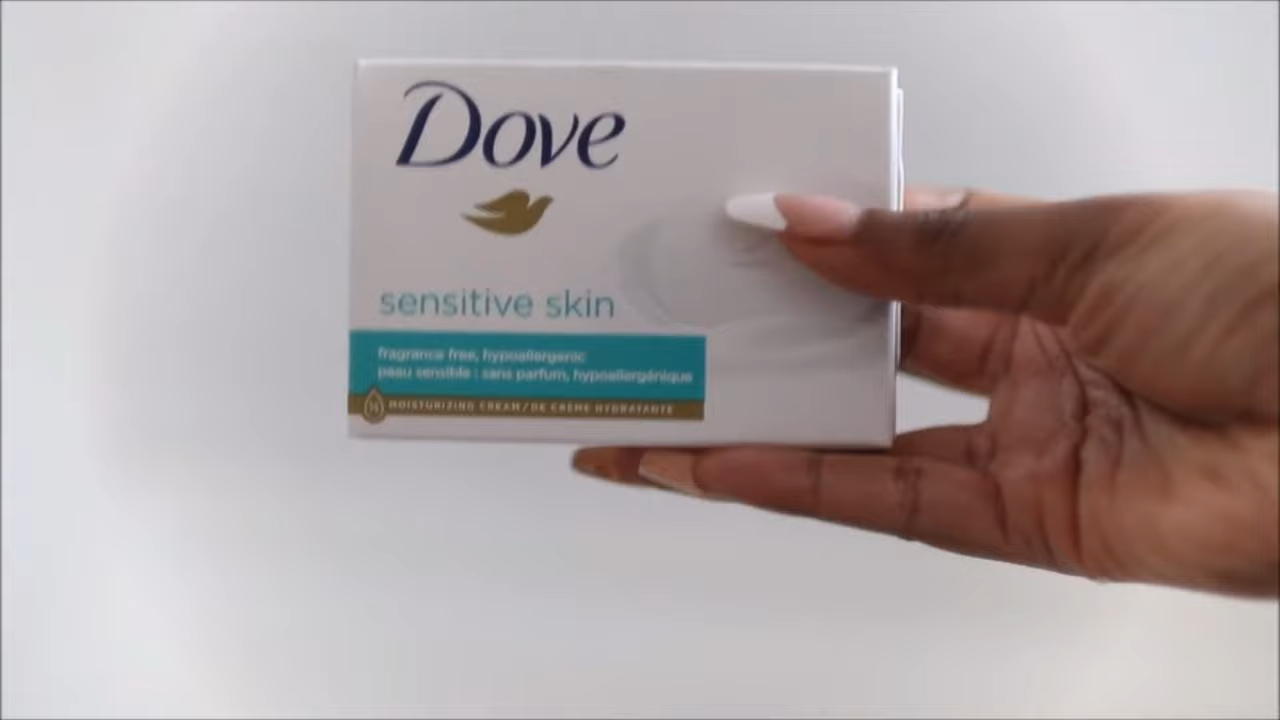 Dove
sensitive skin
fragrance free, hypoallergenic
peau sensible : sans parfum, hypoallergénique
MOISTURIZING CREAM/DE CRÈME HYDRATANTE